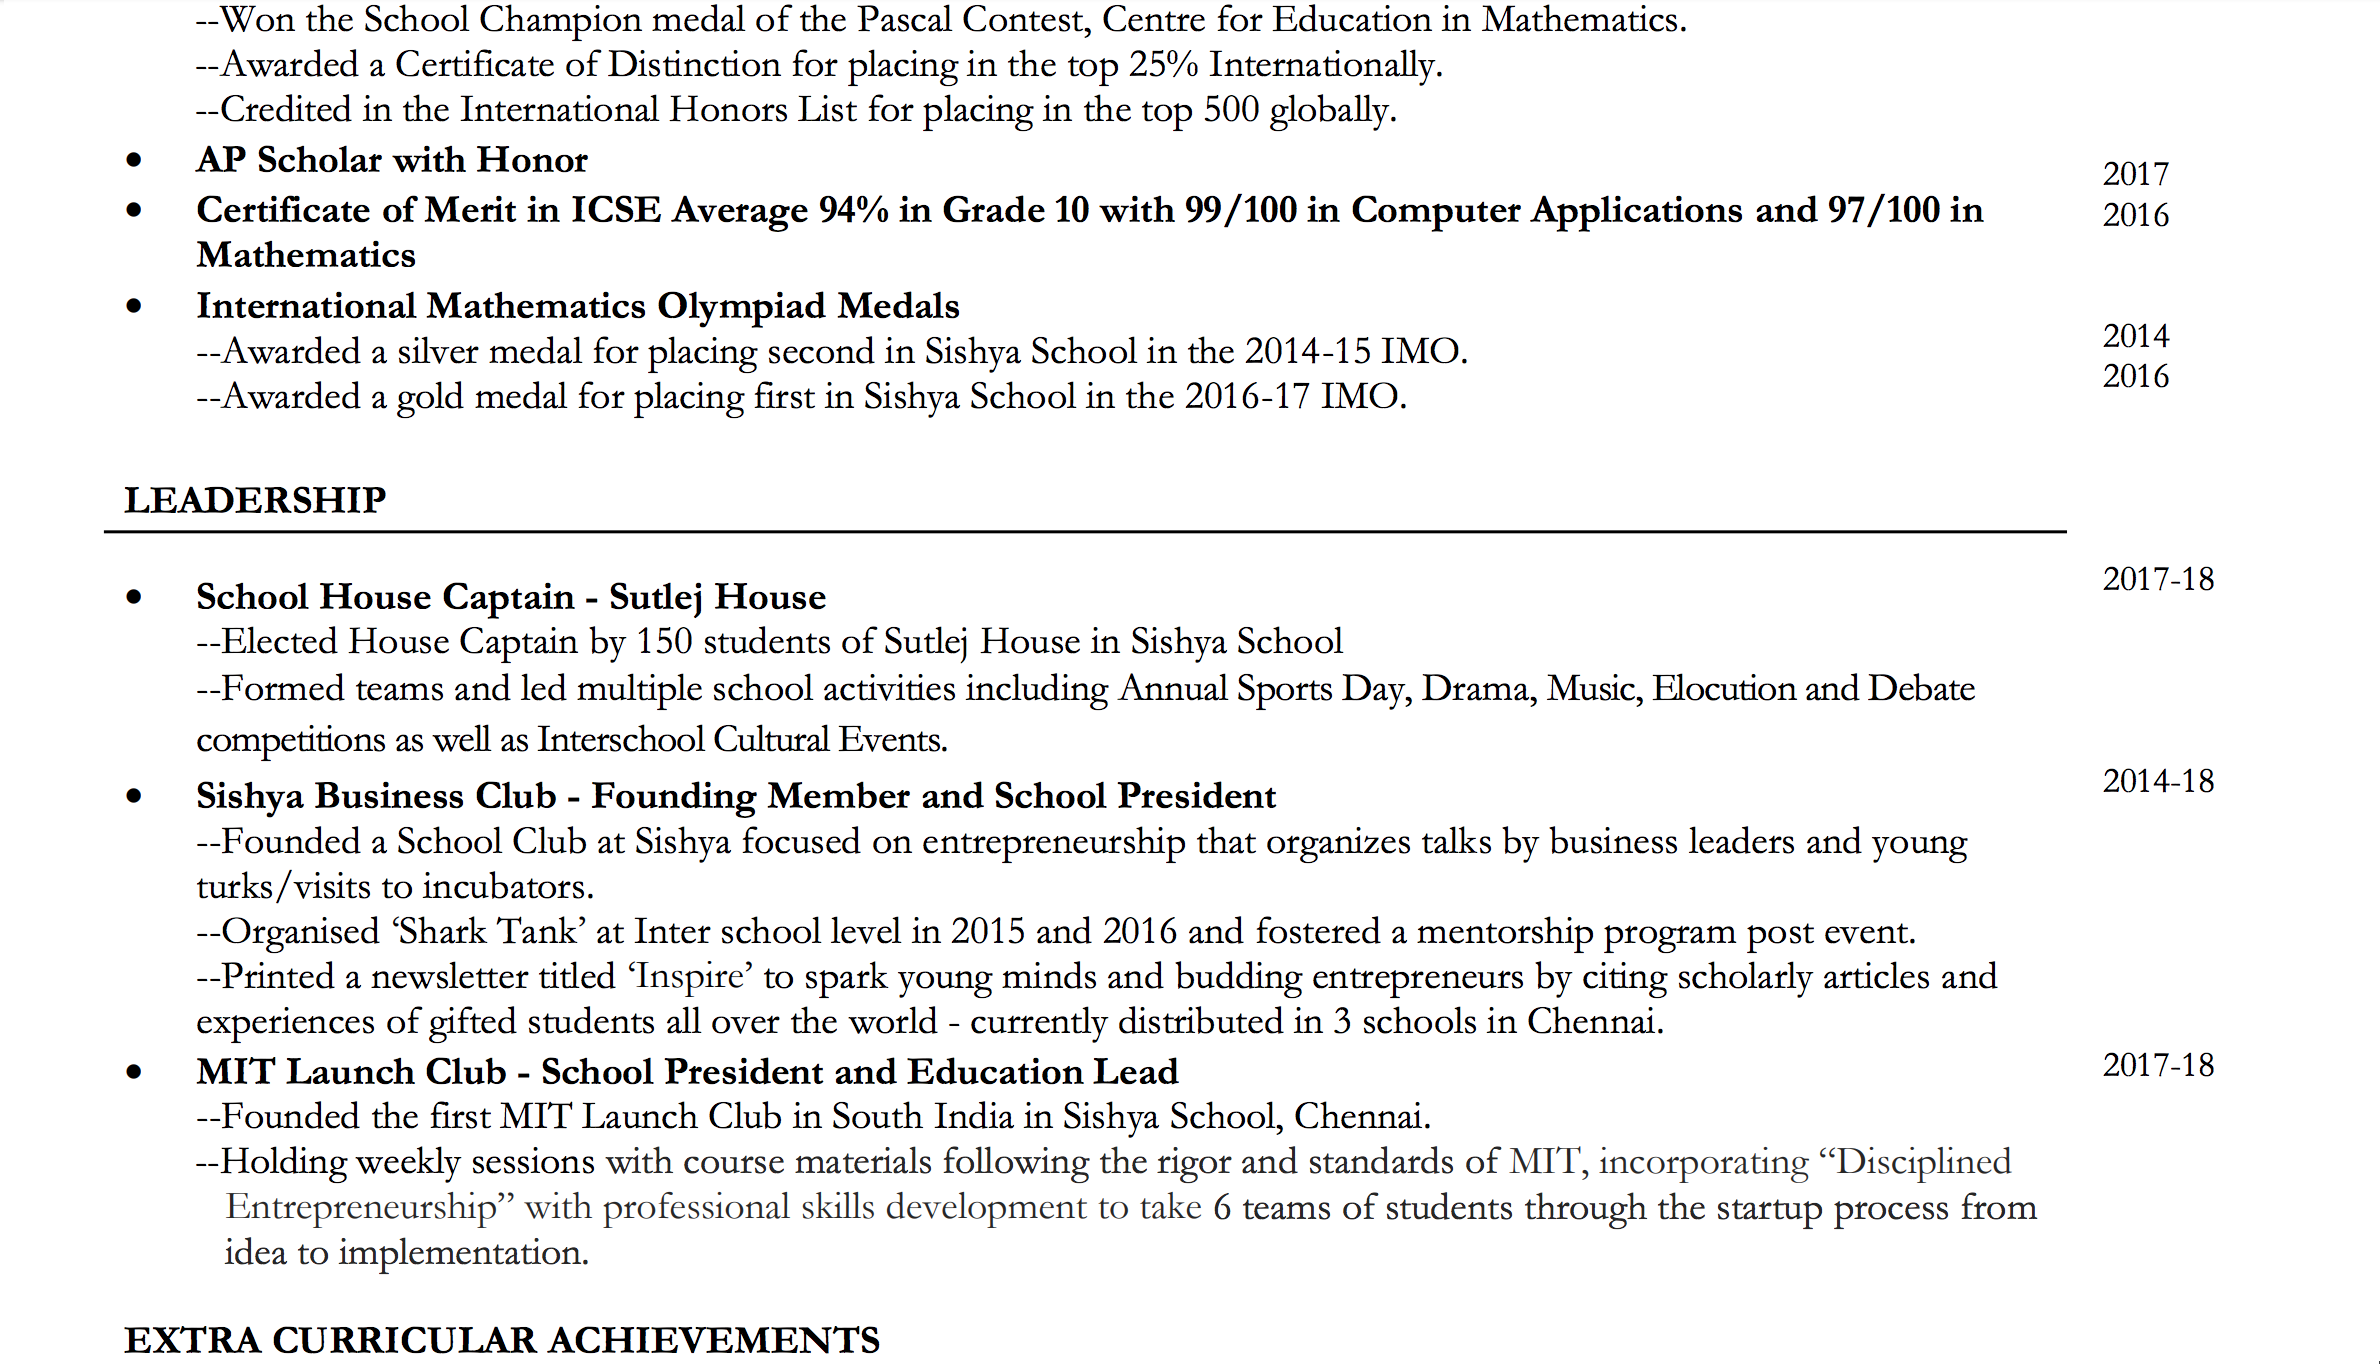 --Won the School Champion medal of the Pascal Contest, Centre for Education in Mathematics.
--Awarded a Certificate of Distinction for placing in the top 25% Internationally.
--Credited in the International Honors List for placing in the top 500 globally.
• AP Scholar with Honor 2017
• Certificate of Merit in ICSE Average 94% in Grade 10 with 99/100 in Computer Applications and 97/100 in 2016
Mathematics
• International Mathematics Olympiad Medals
--Awarded a silver medal for placing second in Sishya School in the 2014-15 IMO. 2014
--Awarded a gold medal for placing first in Sishya School in the 2016-17 IMO. 2016
LEADERSHIP
• School House Captain - Sutlej House 2017-18
--Elected House Captain by 150 students of Sutlej House in Sishya School
--Formed teams and led multiple school activities including Annual Sports Day, Drama, Music, Elocution and Debate
competitions as well as Interschool Cultural Events.
• Sishya Business Club - Founding Member and School President 2014-18
--Founded a School Club at Sishya focused on entrepreneurship that organizes talks by business leaders and young
turks/visits to incubators.
--Organised ‘Shark Tank’ at Inter school level in 2015 and 2016 and fostered a mentorship program post event.
--Printed a newsletter titled ‘Inspire’ to spark young minds and budding entrepreneurs by citing scholarly articles and
experiences of gifted students all over the world - currently distributed in 3 schools in Chennai.
• MIT Launch Club - School President and Education Lead 2017-18
--Founded the first MIT Launch Club in South India in Sishya School, Chennai.
--Holding weekly sessions with course materials following the rigor and standards of MIT, incorporating “Disciplined
Entrepreneurship” with professional skills development to take 6 teams of students through the startup process from
idea to implementation.
EXTRA CURRICULAR ACHIEVEMENTS